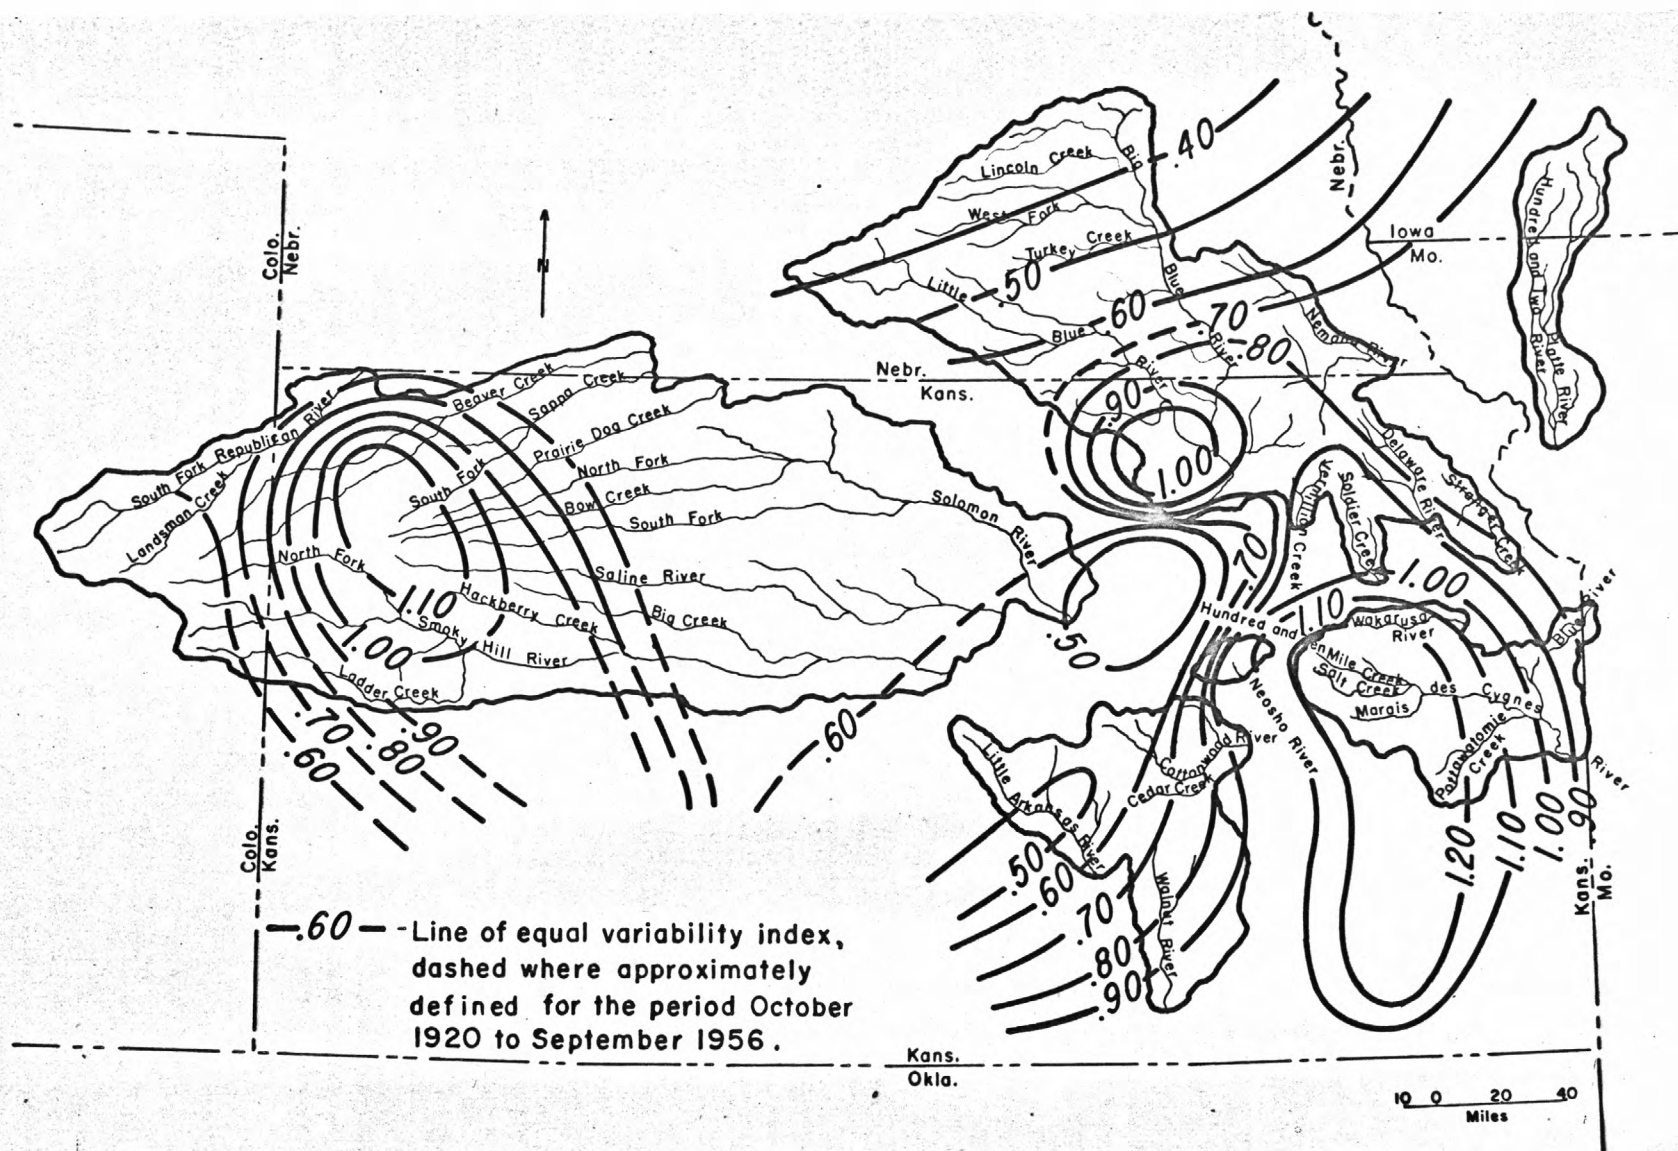 Lincoln Creek
Big
.40
Nebr.
West Fork
Turkey Creek
Iowa
Mo.
Hundred and Two River
Platte River
Colo.
Nebr.
N
Little Blue River
.50
Big Blue River
.60
.70
.80
Nemaha River
Nebr.
Kans.
South Fork Republican River
Beaver Creek
Sappa Creek
Prairie Dog Creek
Landsman Creek
South Fork
North Fork
Bow Creek
South Fork
Solomon River
.90
1.00
Delaware River
Stranger Creek
Vermillion Creek
Soldier Creek
North Fork
Saline River
1.10
Hackberry Creek
Big Creek
Smoky Hill River
1.00
Ladder Creek
.70
1.00
1.10
Hundred and
Wakarusa River
Blue River
.50
Ten Mile Creek
Salt Creek
Marais des Cygnes River
Neosho River
Pottawatomie Creek
.90
.80
.70
.60
.60
Little Arkansas River
Cottonwood River
Cedar Creek
Walnut River
.50
.60
.70
.80
.90
1.20
1.10
1.00
.90
Colo.
Kans.
Kans.
Mo.
.60 - Line of equal variability index,
dashed where approximately
defined for the period October
1920 to September 1956.
Kans.
Okla.
10 0 20 40
Miles